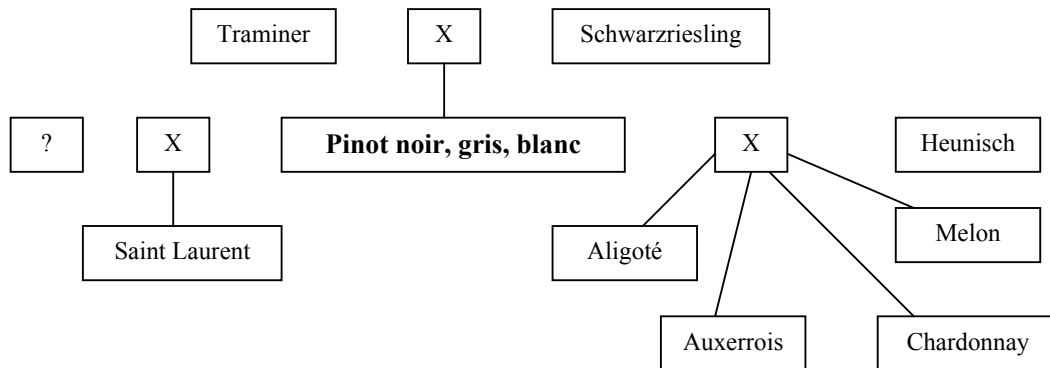 Traminer X Schwarzriesling
? X Pinot noir, gris, blanc X Heunisch
Saint Laurent Aligoté Melon
Auxerrois Chardonnay